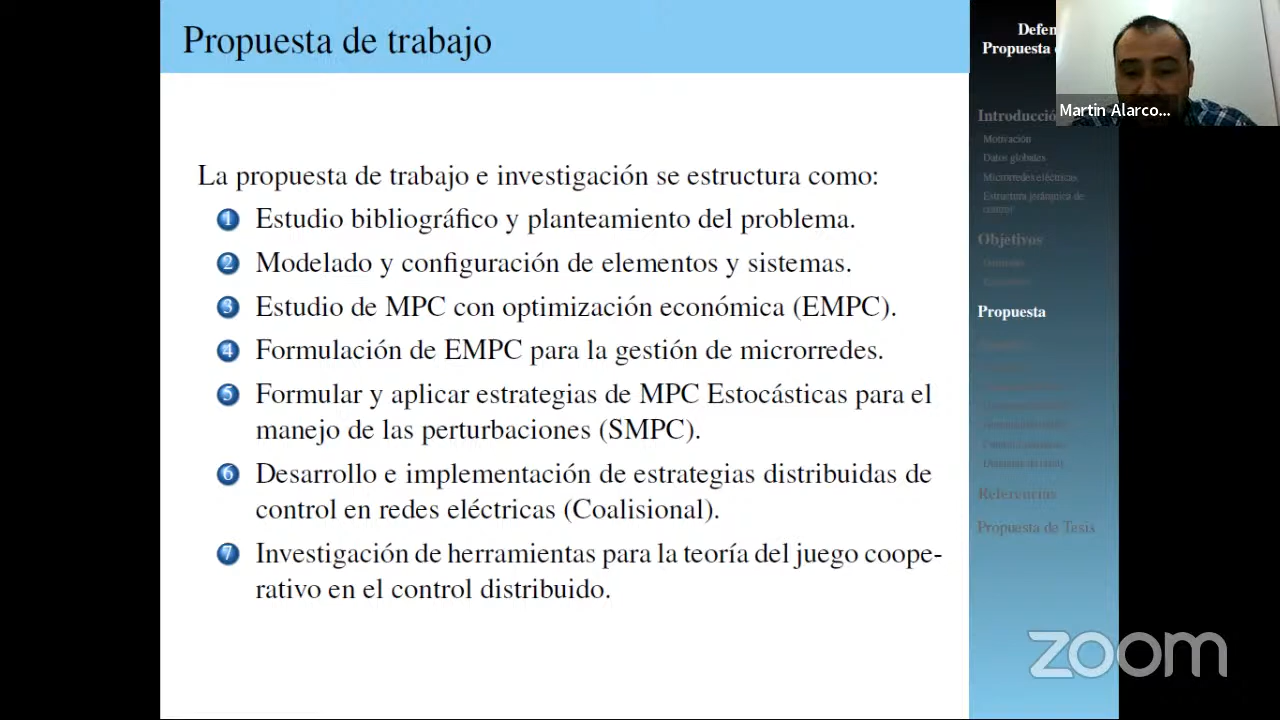 Propuesta de trabajo
La propuesta de trabajo e investigación se estructura como:
1 Estudio bibliográfico y planteamiento del problema.
2 Modelado y configuración de elementos y sistemas.
3 Estudio de MPC con optimización económica (EMPC).
4 Formulación de EMPC para la gestión de microrredes.
5 Formular y aplicar estrategias de MPC Estocásticas para el
manejo de las perturbaciones (SMPC).
6 Desarrollo e implementación de estrategias distribuidas de
control en redes eléctricas (Coalisional).
7 Investigación de herramientas para la teoría del juego coope-
rativo en el control distribuido.
Defen
Propuesta
Martin Alarco...
Introducció
Motivación
Datos globales
Microrredes eléctricas
Estructura jerárquica de
control
Objetivos
Propuesta
Referencias
Propuesta de Tesis
zoom